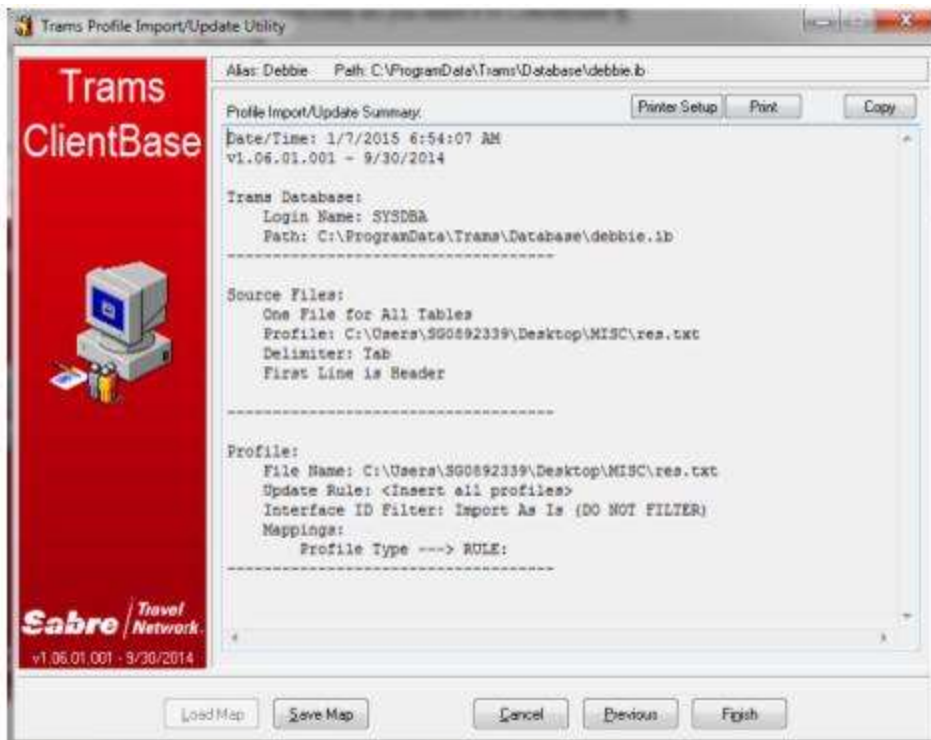 Trams Profile Import/Update Utility
Trams
ClientBase
Alias: Debbie Path: C:\ProgramData\Trams\Database\debbie.ib
Profile Import/Update Summary:
Printer Setup
Print
Copy
Date/Time: 1/7/2015 6:54:07 AM
v1.06.01.001 - 9/30/2014
Trams Database:
Login Name: SYSDBA
Path: C:\ProgramData\Trams\Database\debbie.ib
-----------------------------------
Source Files:
One File for All Tables
Profile: C:\Users\SG0892339\Desktop\MISC\res.txt
Delimiter: Tab
First Line is Header
-----------------------------------
Profile:
File Name: C:\Users\SG0892339\Desktop\MISC\res.txt
Update Rule: <Insert all profiles>
Interface ID Filter: Import As Is (DO NOT FILTER)
Mappings:
Profile Type ---> RULE:
-----------------------------------
Sabre Travel Network
v1.06.01.001 - 9/30/2014
Load Map
Save Map
Cancel
Previous
Finish